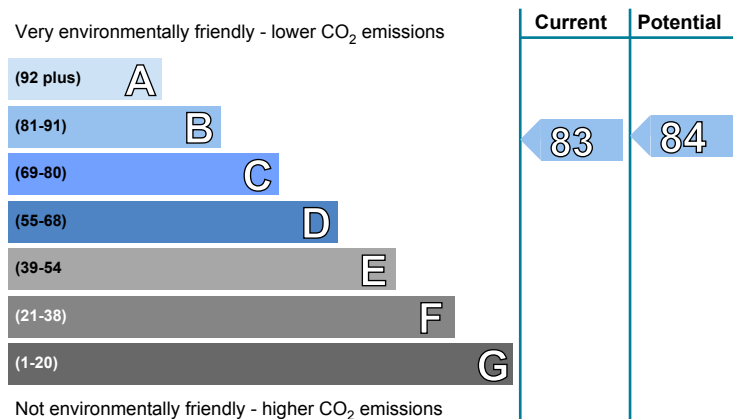 Very environmentally friendly - lower CO2 emissions
Current
Potential
(92 plus) A
(81-91) B
83
84
(69-80) C
(55-68) D
(39-54 E
(21-38) F
(1-20) G
Not environmentally friendly - higher CO2 emissions